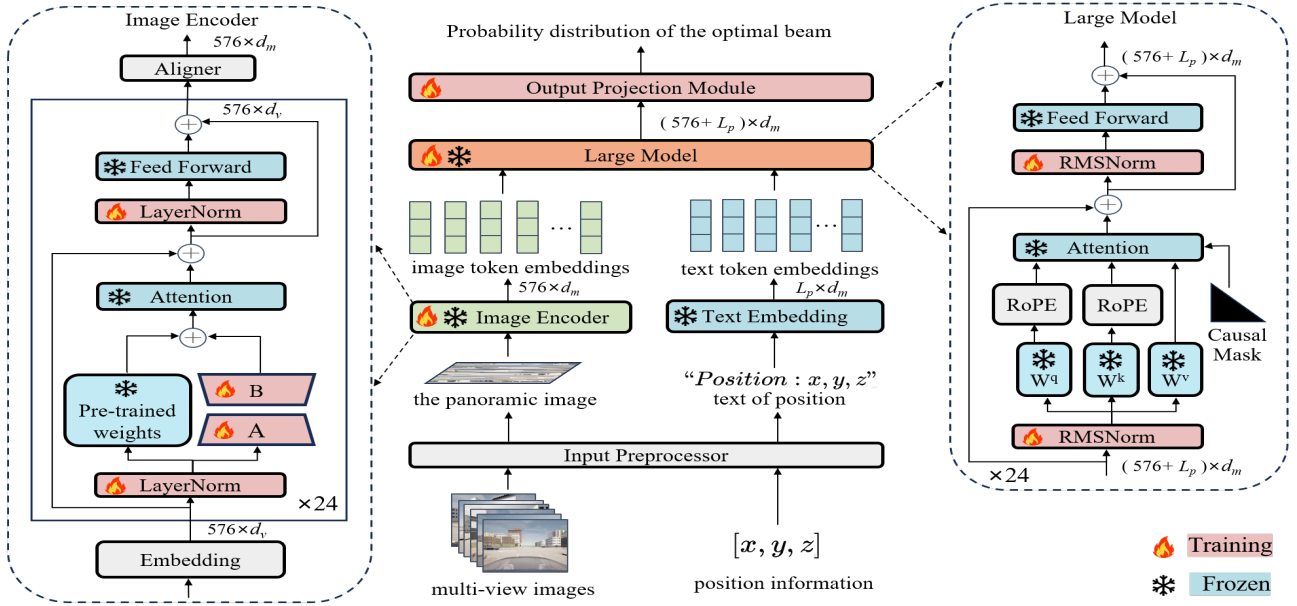 Image Encoder
576×d_m
Aligner
576×d_v
Feed Forward
LayerNorm
Attention
Pre-trained
weights
B
A
LayerNorm
×24
576×d_v
Embedding
Probability distribution of the optimal beam
Output Projection Module
(576+ L_p)×d_m
Large Model
image token embeddings
text token embeddings
576×d_m
L_p×d_m
Image Encoder
Text Embedding
the panoramic image
“Position : x, y, z”
text of position
Input Preprocessor
multi-view images
[x, y, z]
position information
Large Model
(576+ L_p)×d_m
Feed Forward
RMSNorm
Attention
RoPE
RoPE
Causal
Mask
W^q
W^k
W^v
RMSNorm
×24
(576+ L_p)×d_m
Training
Frozen